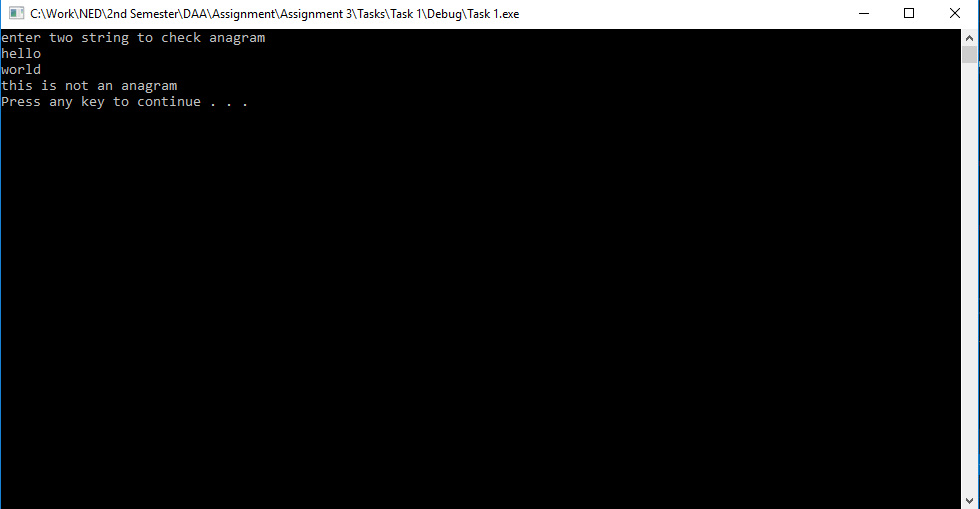 C:\Work\NED\2nd Semester\DAA\Assignment\Assignment 3\Tasks\Task 1\Debug\Task 1.exe
enter two string to check anagram
hello
world
this is not an anagram
Press any key to continue . . .